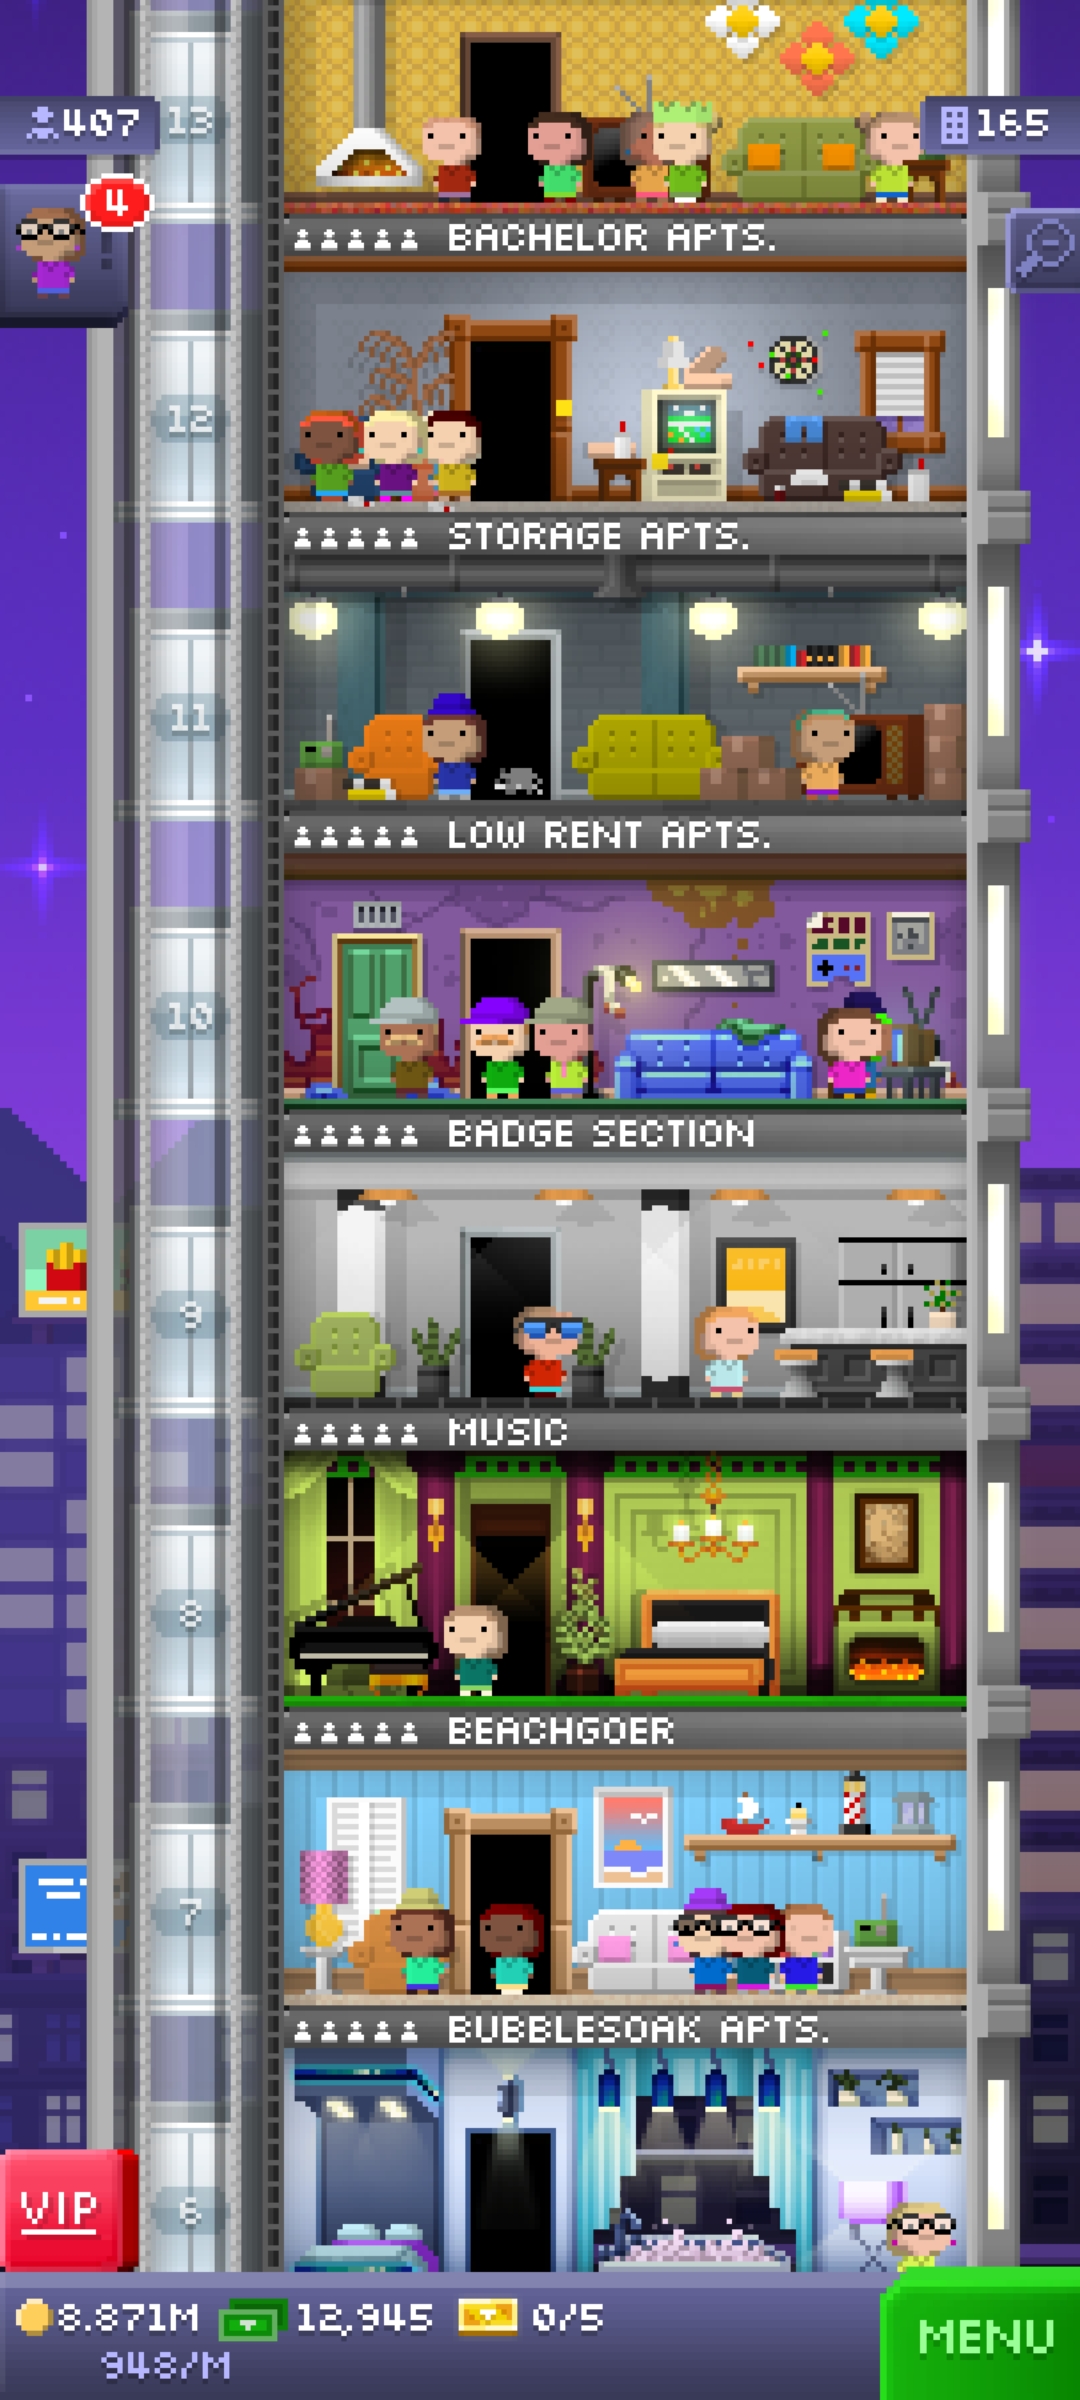 407
13
165
4
BACHELOR APTS.
12
STORAGE APTS.
11
LOW RENT APTS.
10
BADGE SECTION
9
MUSIC
8
BEACHGOER
7
BUBBLESOAK APTS.
6
VIP
8.871M
12,945
0/5
948/M
MENU